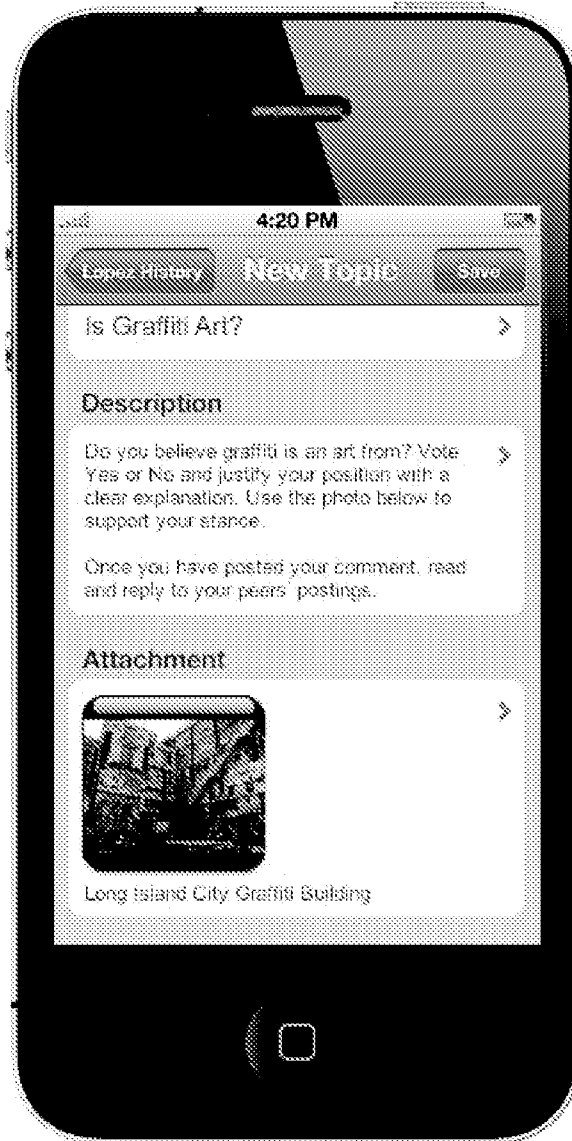 4:20 PM
Lopez History
New Topic
Save
Is Graffiti Art?
Description
Do you believe graffiti is an art from? Vote
Yes or No and justify your position with a
clear explanation. Use the photo below to
support your stance.
Once you have posted your comment, read
and reply to your peers' postings.
Attachment
Long Island City Graffiti Building